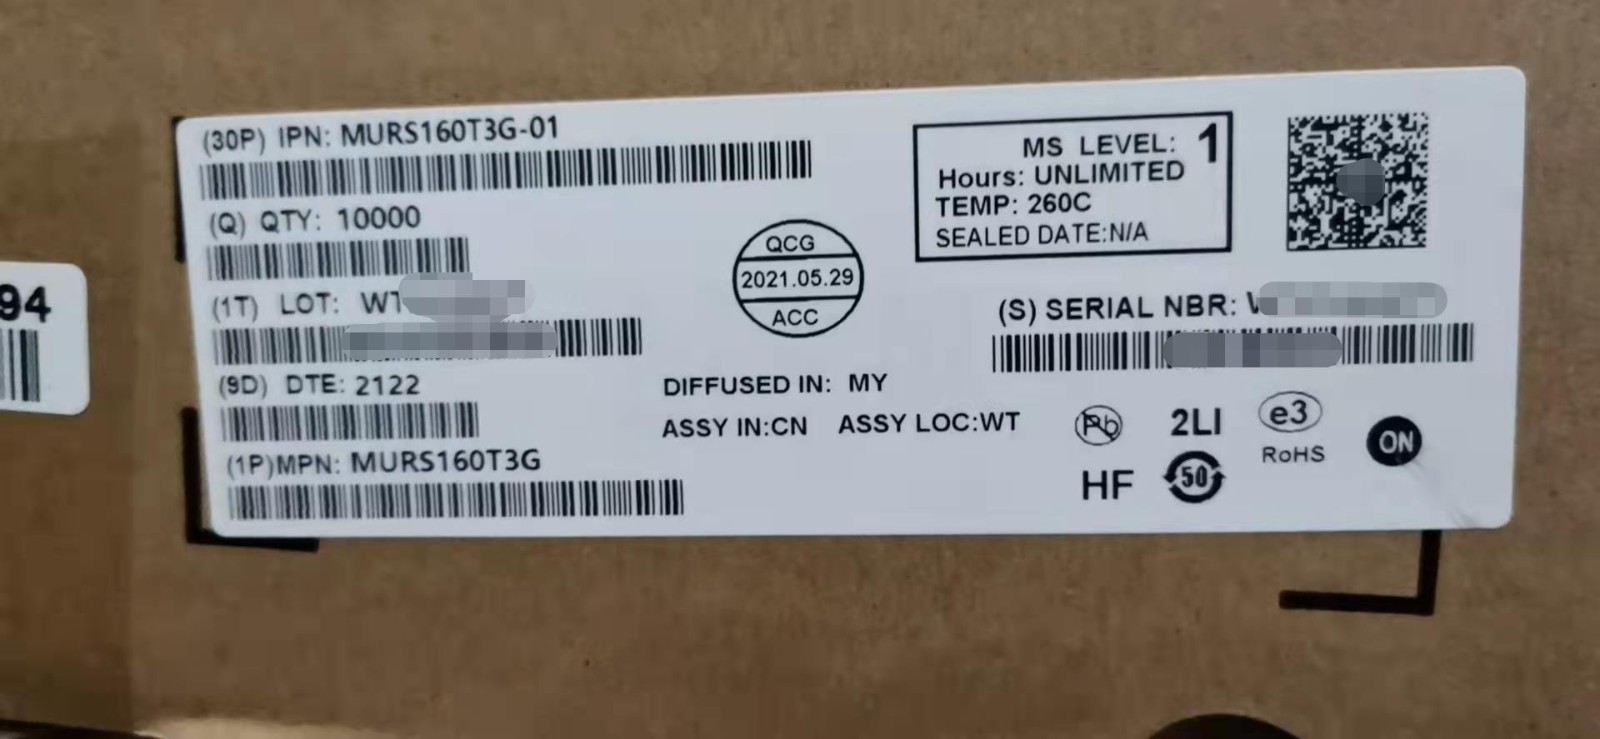 (30P) IPN: MURS160T3G-01
(Q) QTY: 10000
(1T) LOT: WT
(9D) DTE: 2122
(1P)MPN: MURS160T3G
QCG
2021.05.29
ACC
DIFFUSED IN: MY
ASSY IN:CN ASSY LOC:WT
MS LEVEL: 1
Hours: UNLIMITED
TEMP: 260C
SEALED DATE:N/A
(S) SERIAL NBR:
Pb
2LI
e3
RoHS
HF
50
ON
94